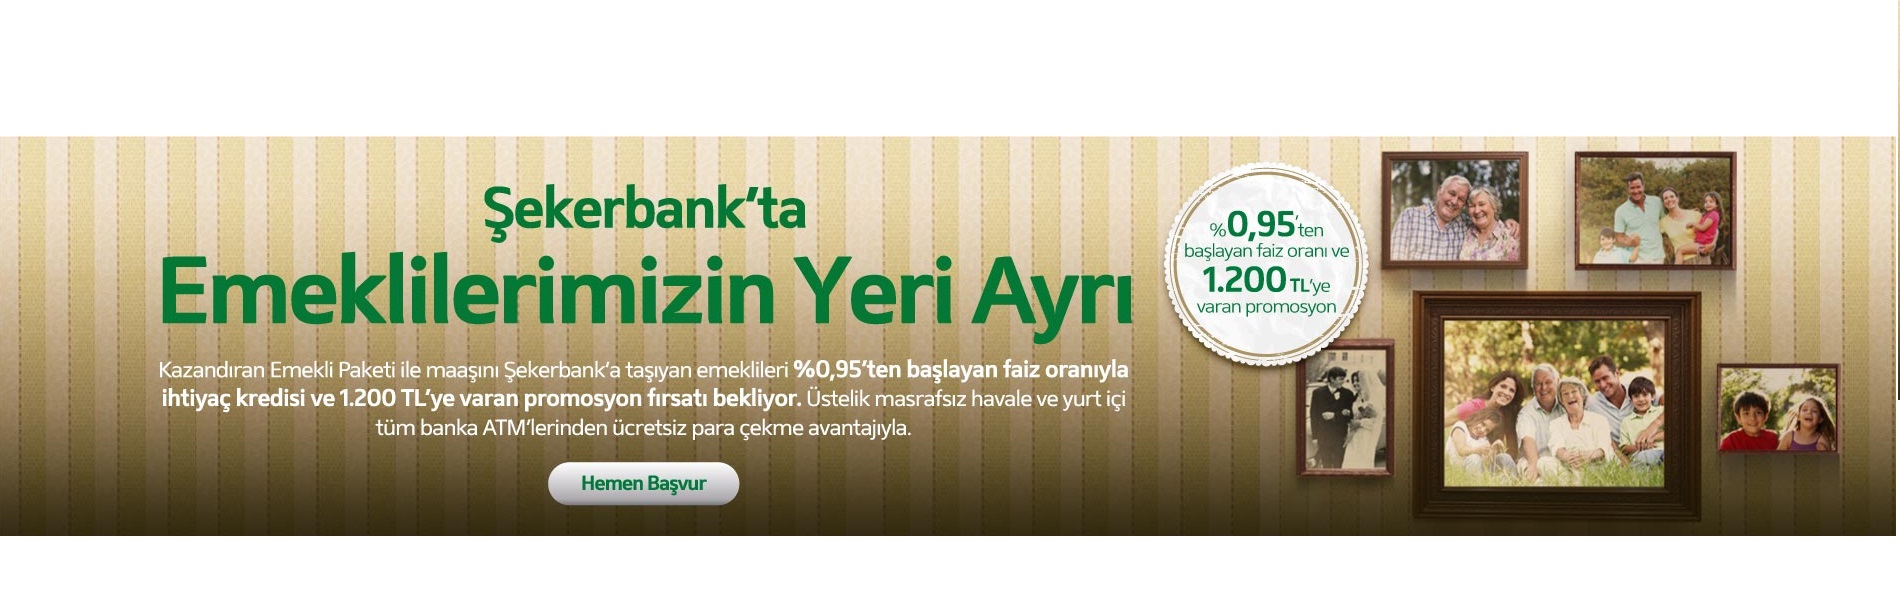 Şekerbank'ta
Emeklilerimizin Yeri Ayrı
Kazandıran Emekli Paketi ile maaşını Şekerbank'a taşıyan emeklileri %0,95'ten başlayan faiz oranıyla
ihtiyaç kredisi ve 1.200 TL'ye varan promosyon fırsatı bekliyor. Üstelik masrafsız havale ve yurt içi
tüm banka ATM'lerinden ücretsiz para çekme avantajıyla.
Hemen Başvur
%0,95'ten
başlayan faiz oranı ve
1.200 TL'ye
varan promosyon